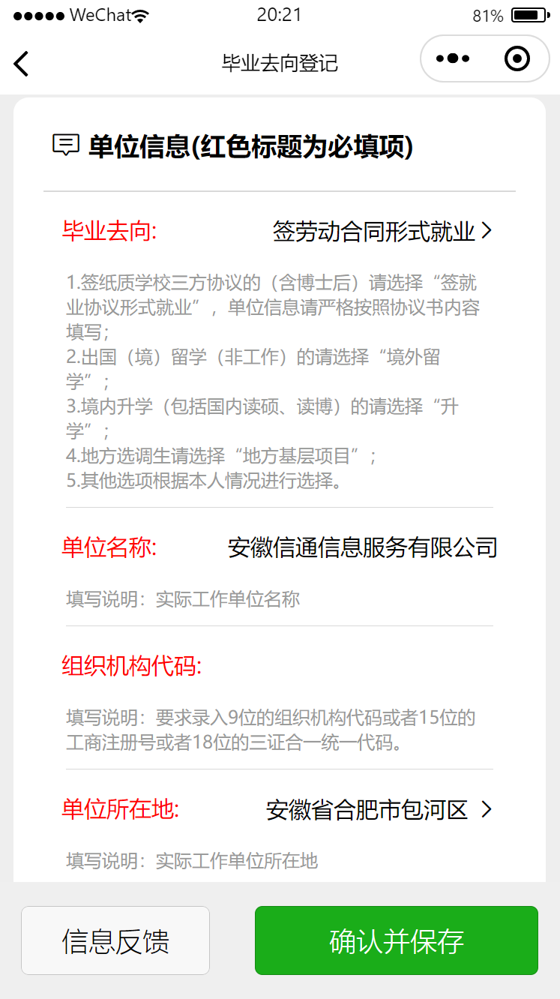 WeChat 20:21 81%
毕业去向登记
单位信息(红色标题为必填项)
毕业去向: 签劳动合同形式就业
1.签纸质学校三方协议的（含博士后）请选择“签就
业协议形式就业”，单位信息请严格按照协议书内容
填写；
2.出国（境）留学（非工作）的请选择“境外留
学”；
3.境内升学（包括国内读硕、读博）的请选择“升
学”；
4.地方选调生请选择“地方基层项目”；
5.其他选项根据本人情况进行选择。
单位名称: 安徽信通信息服务有限公司
填写说明：实际工作单位名称
组织机构代码:
填写说明：要求录入9位的组织机构代码或者15位的
工商注册号或者18位的三证合一统一代码。
单位所在地: 安徽省合肥市包河区
填写说明：实际工作单位所在地
信息反馈 确认并保存